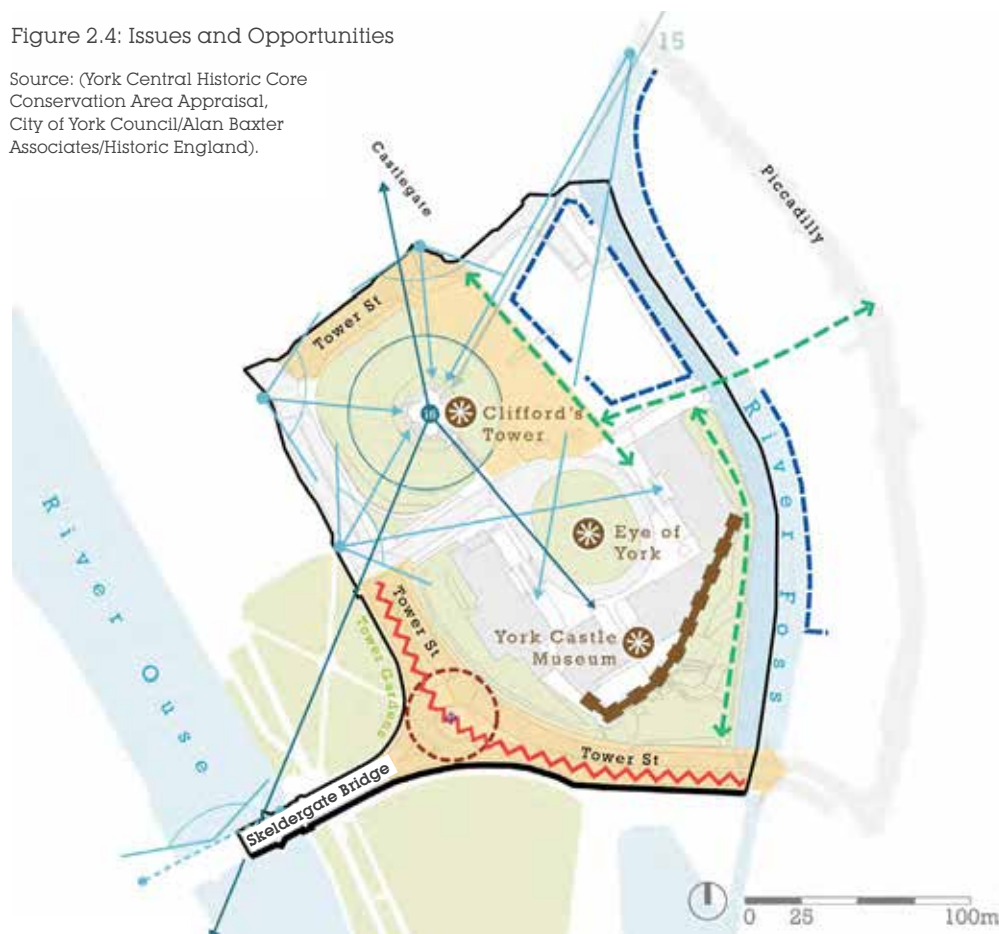 Figure 2.4: Issues and Opportunities
Source: (York Central Historic Core
Conservation Area Appraisal,
City of York Council/Alan Baxter
Associates/Historic England).
15
Castlegate
Piccadilly
Tower St
16
Clifford's
Tower
River Foss
Eye of
York
River Ouse
Tower St
Tower Gardens
York Castle
Museum
Tower St
Skeldergate Bridge
0 25 100m